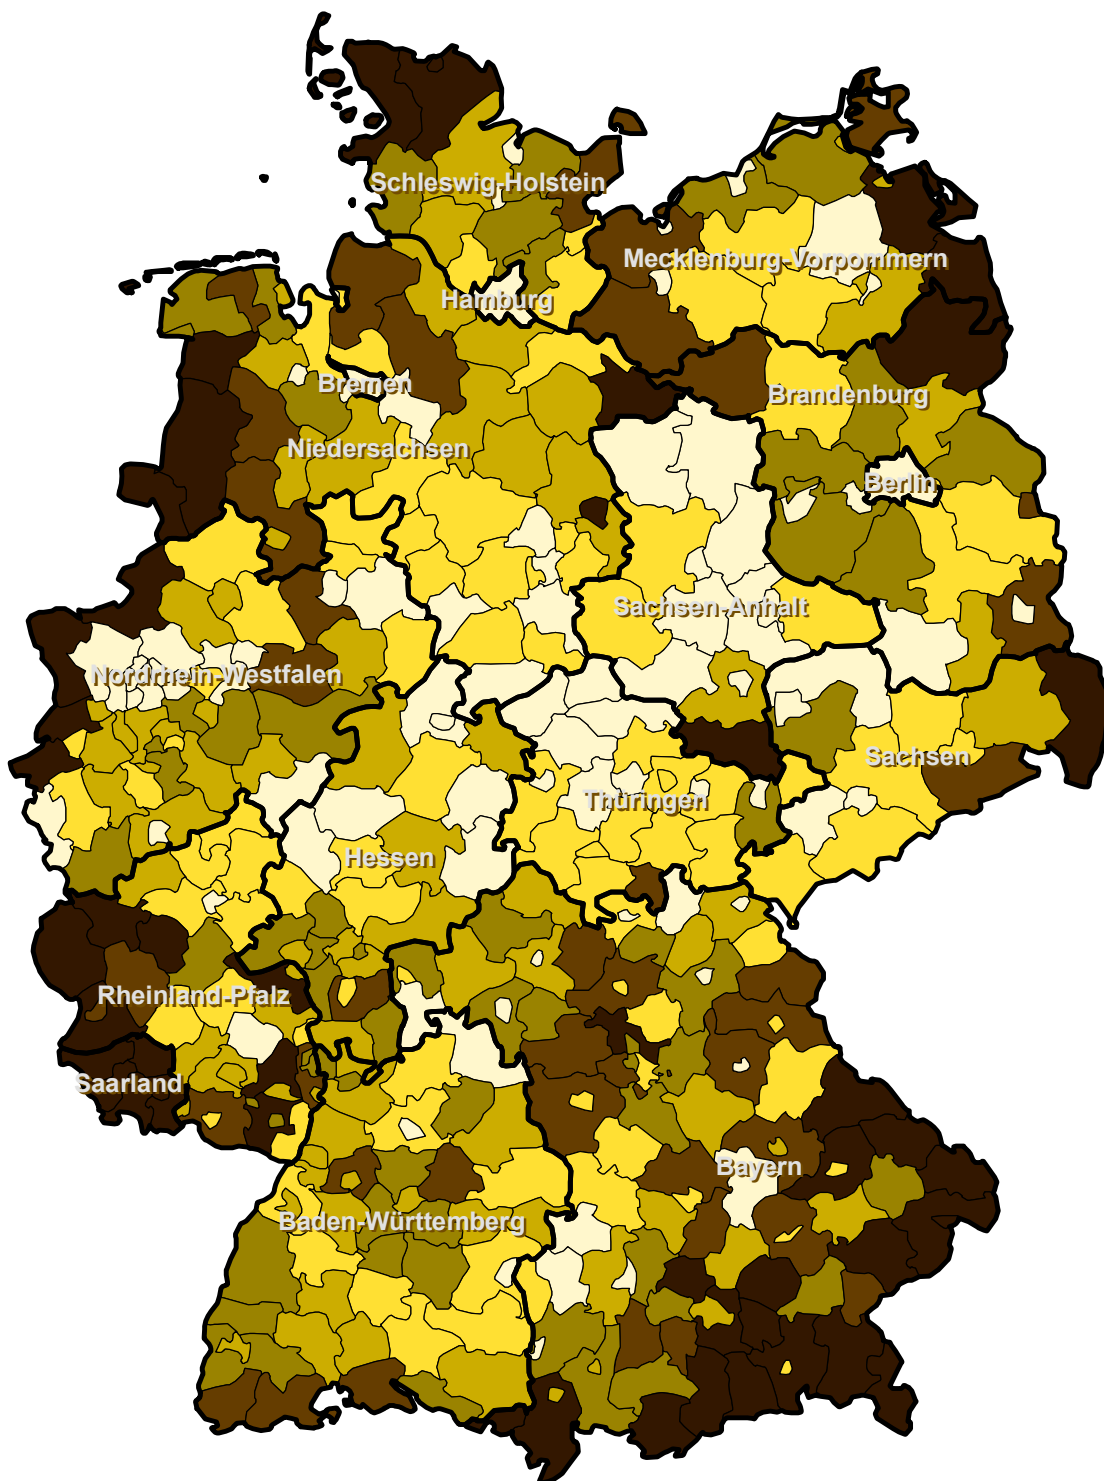 Schleswig-Holstein
Mecklenburg-Vorpommern
Hamburg
Bremen
Brandenburg
Niedersachsen
Berlin
Sachsen-Anhalt
Nordrhein-Westfalen
Sachsen
Thüringen
Hessen
Rheinland-Pfalz
Saarland
Bayern
Baden-Württemberg